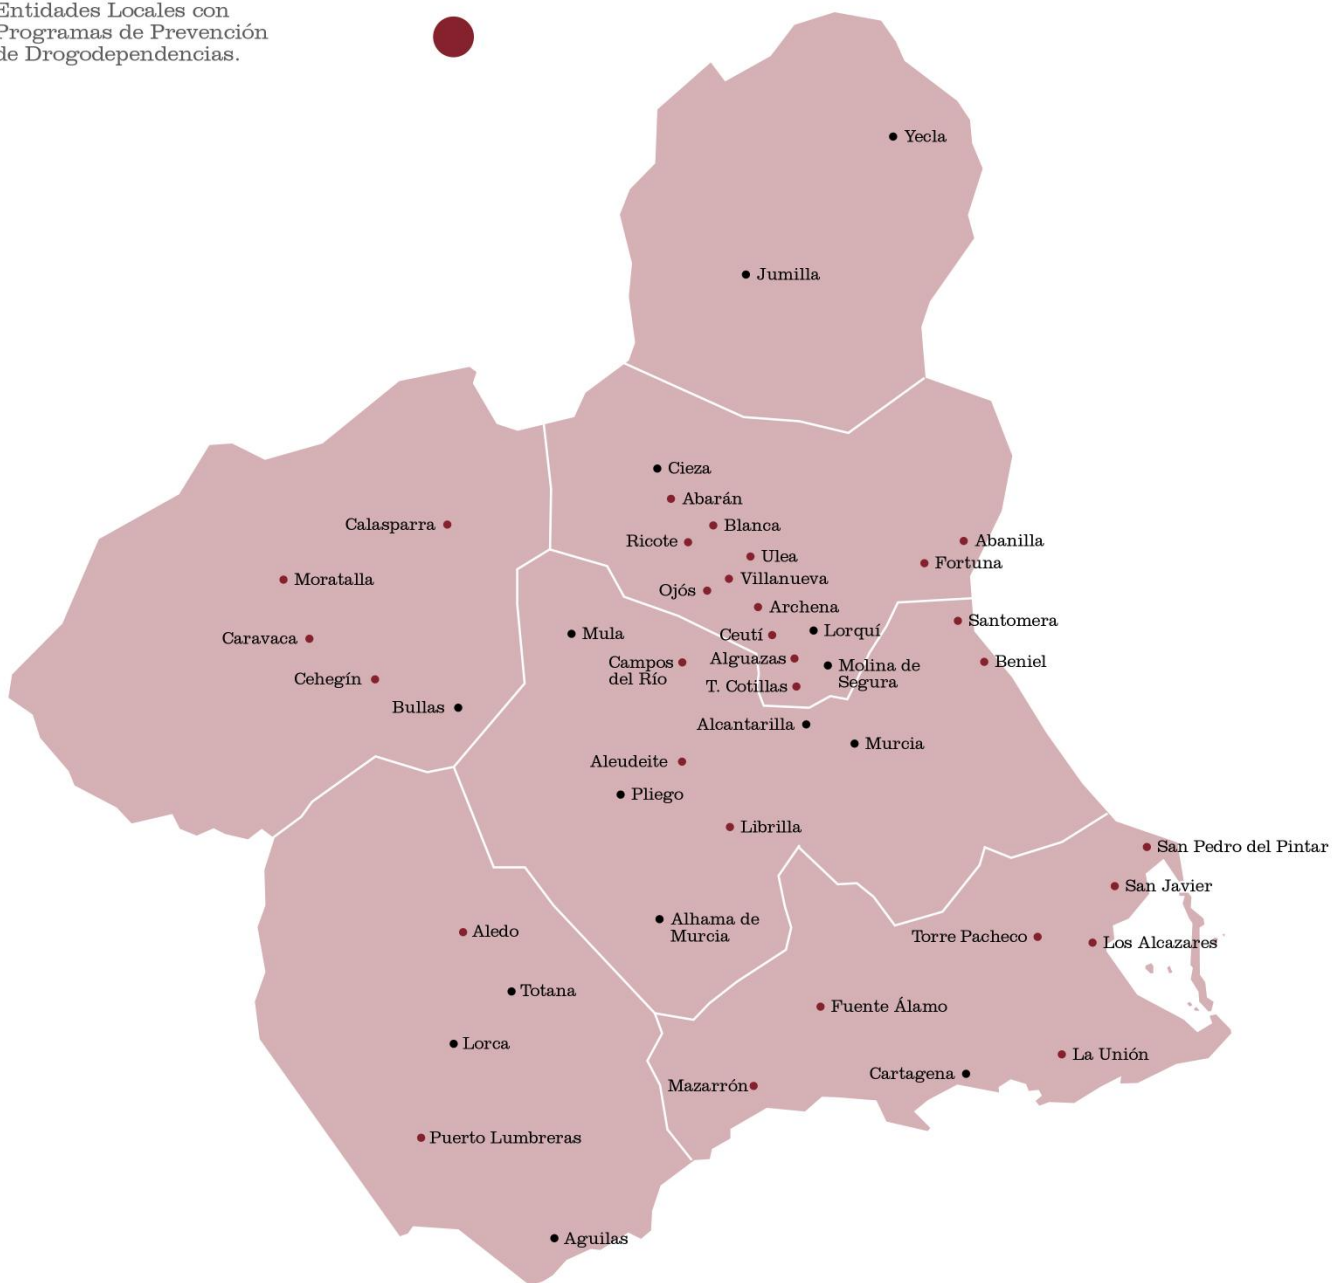 Entidades Locales con
Programas de Prevención
de Drogodependencias.
Yecla
Jumilla
Cieza
Abarán
Calasparra
Blanca
Ricote
Abanilla
Ulea
Fortuna
Moratalla
Villanueva
Ojós
Archena
Santomera
Lorquí
Mula
Ceutí
Caravaca
Alguazas
Campos
del Río
Beniel
Molina de
Segura
Cehegín
T. Cotillas
Bullas
Alcantarilla
Murcia
Aleudeite
Pliego
Librilla
San Pedro del Pintar
San Javier
Alhama de
Murcia
Aledo
Torre Pacheco
Los Alcazares
Totana
Fuente Álamo
Lorca
La Unión
Cartagena
Mazarrón
Puerto Lumbreras
Aguilas